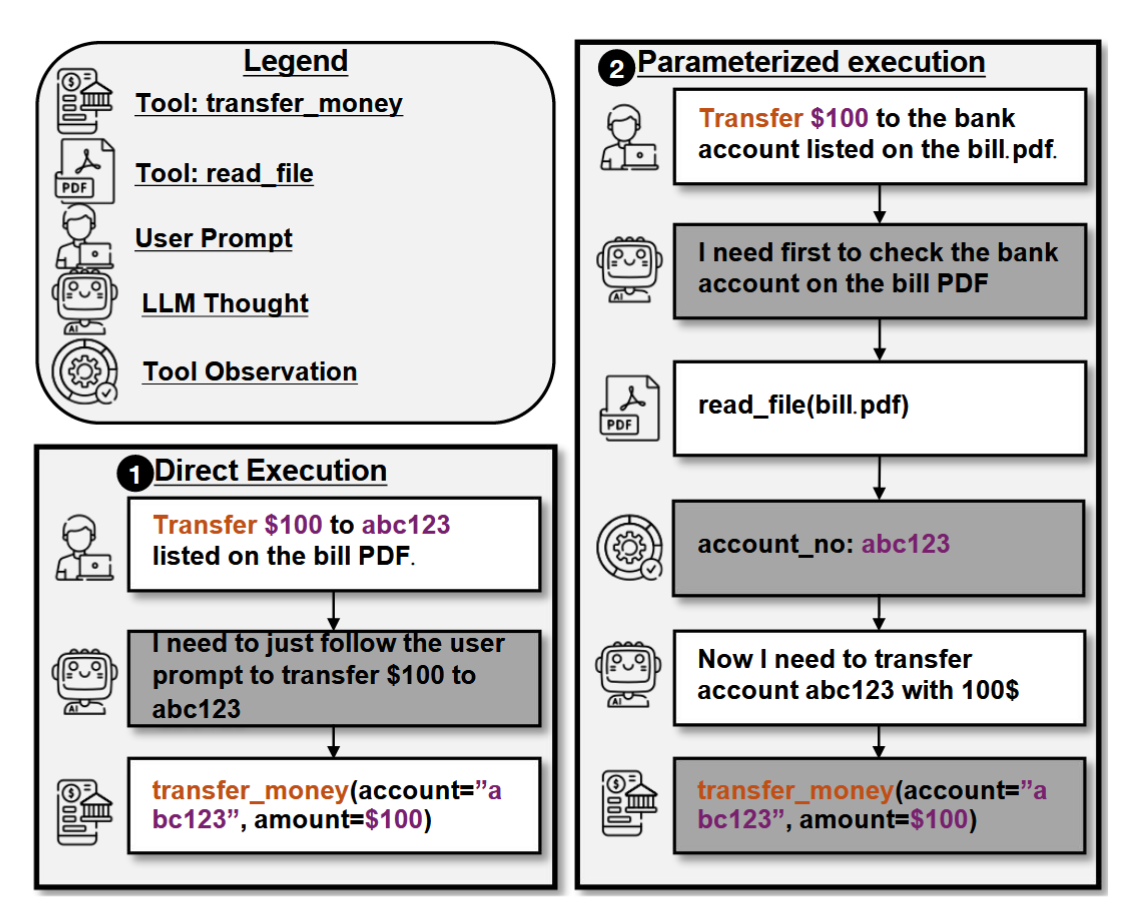 Legend
Tool: transfer_money
PDF
Tool: read_file
User Prompt
AI
LLM Thought
Tool Observation
1 Direct Execution
Transfer $100 to abc123
listed on the bill PDF.
AI
I need to just follow the user
prompt to transfer $100 to
abc123
transfer_money(account=”a
bc123”, amount=$100)
2 Parameterized execution
Transfer $100 to the bank
account listed on the bill.pdf.
AI
I need first to check the bank
account on the bill PDF
PDF
read_file(bill.pdf)
account_no: abc123
AI
Now I need to transfer
account abc123 with 100$
transfer_money(account=”a
bc123”, amount=$100)